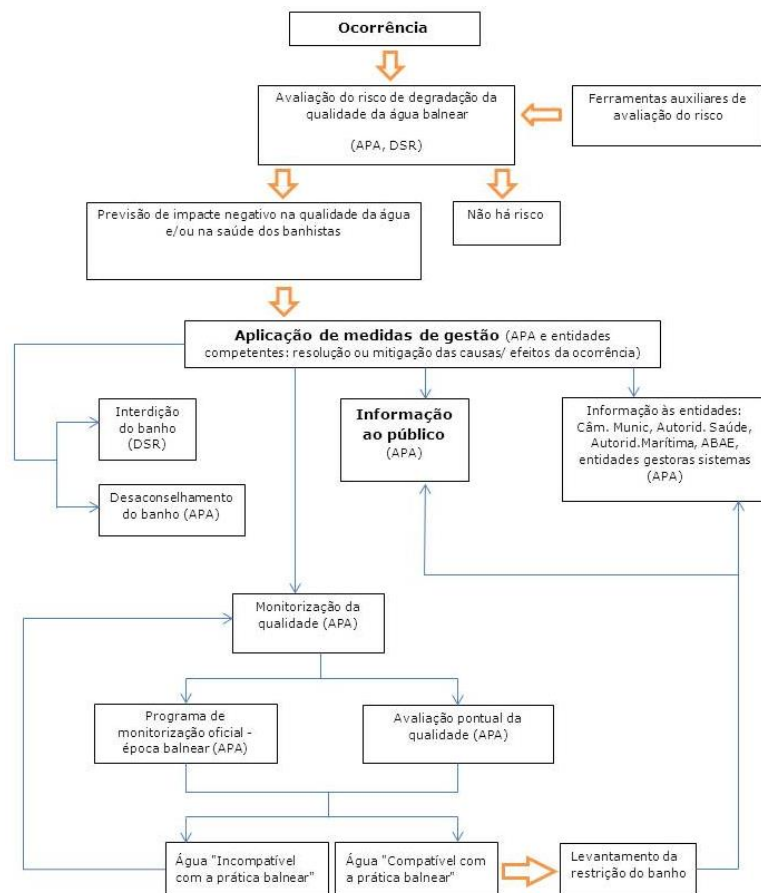 Ocorrência
Avaliação do risco de degradação da
qualidade da água balnear
(APA, DSR)
Ferramentas auxiliares de
avaliação do risco
Previsão de impacte negativo na qualidade da água
e/ou na saúde dos banhistas
Não há risco
Aplicação de medidas de gestão (APA e entidades
competentes: resolução ou mitigação das causas/ efeitos da ocorrência)
Interdição
do banho
(DSR)
Desaconselhamento
do banho (APA)
Informação
ao público
(APA)
Informação às entidades:
Câm. Munic, Autorid. Saúde,
Autorid.Marítima, ABAE,
entidades gestoras sistemas
(APA)
Monitorização da
qualidade (APA)
Programa de
monitorização oficial -
época balnear (APA)
Avaliação pontual da
qualidade (APA)
Água "Incompatível
com a prática balnear"
Água "Compatível com
a prática balnear"
Levantamento da
restrição do banho